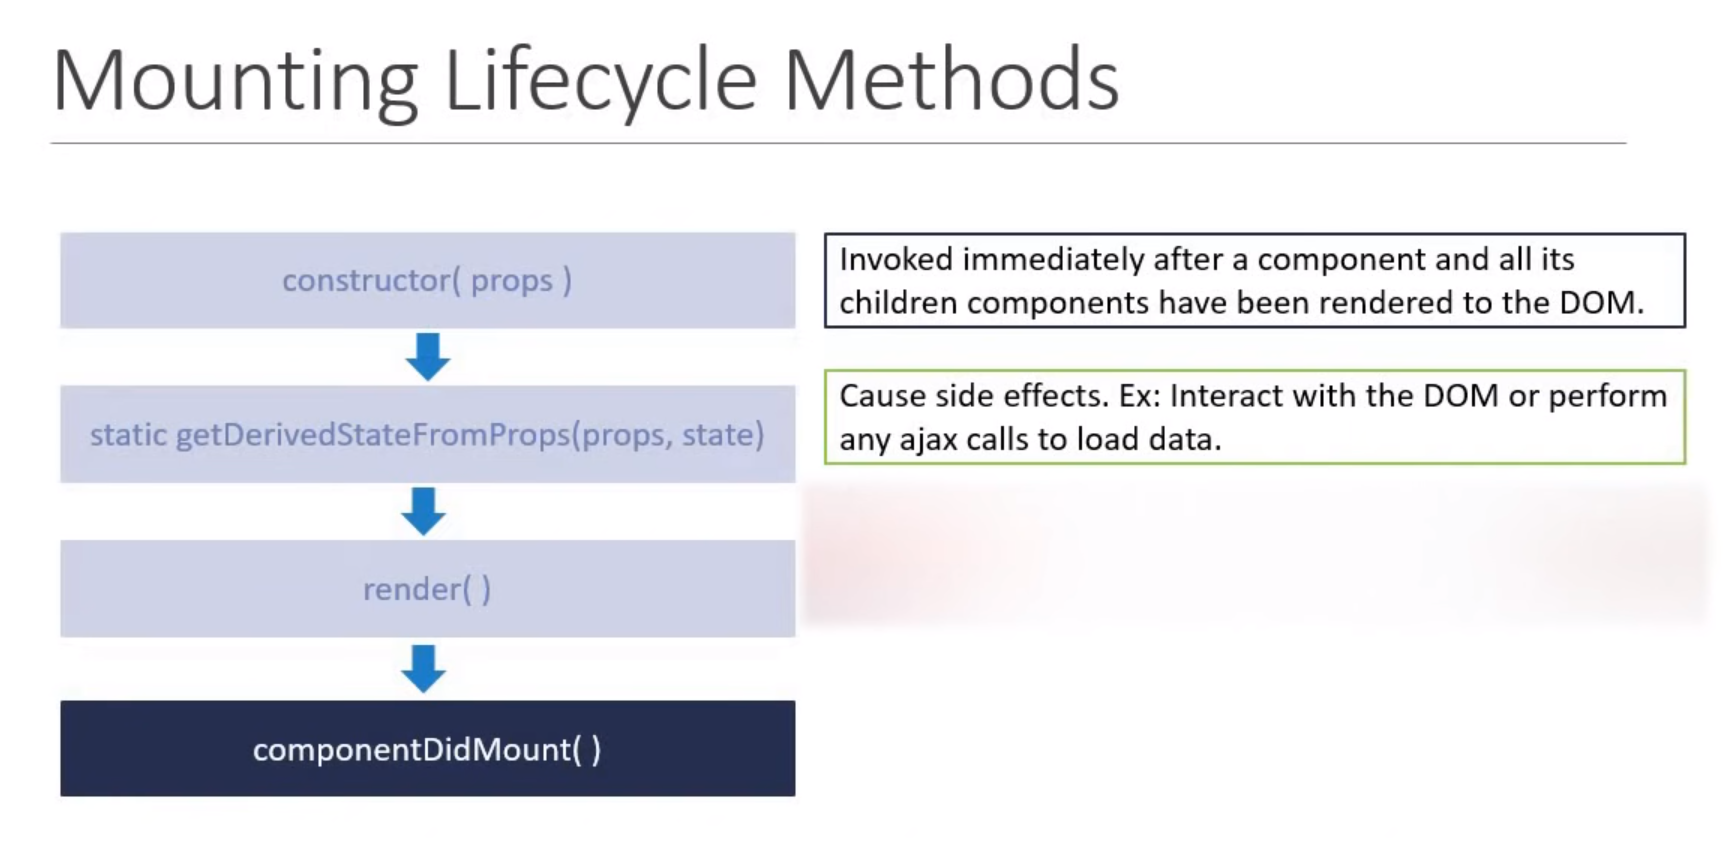 Mounting Lifecycle Methods
constructor( props )
Invoked immediately after a component and all its
children components have been rendered to the DOM.
static getDerivedStateFromProps(props, state)
Cause side effects. Ex: Interact with the DOM or perform
any ajax calls to load data.
render( )
componentDidMount( )